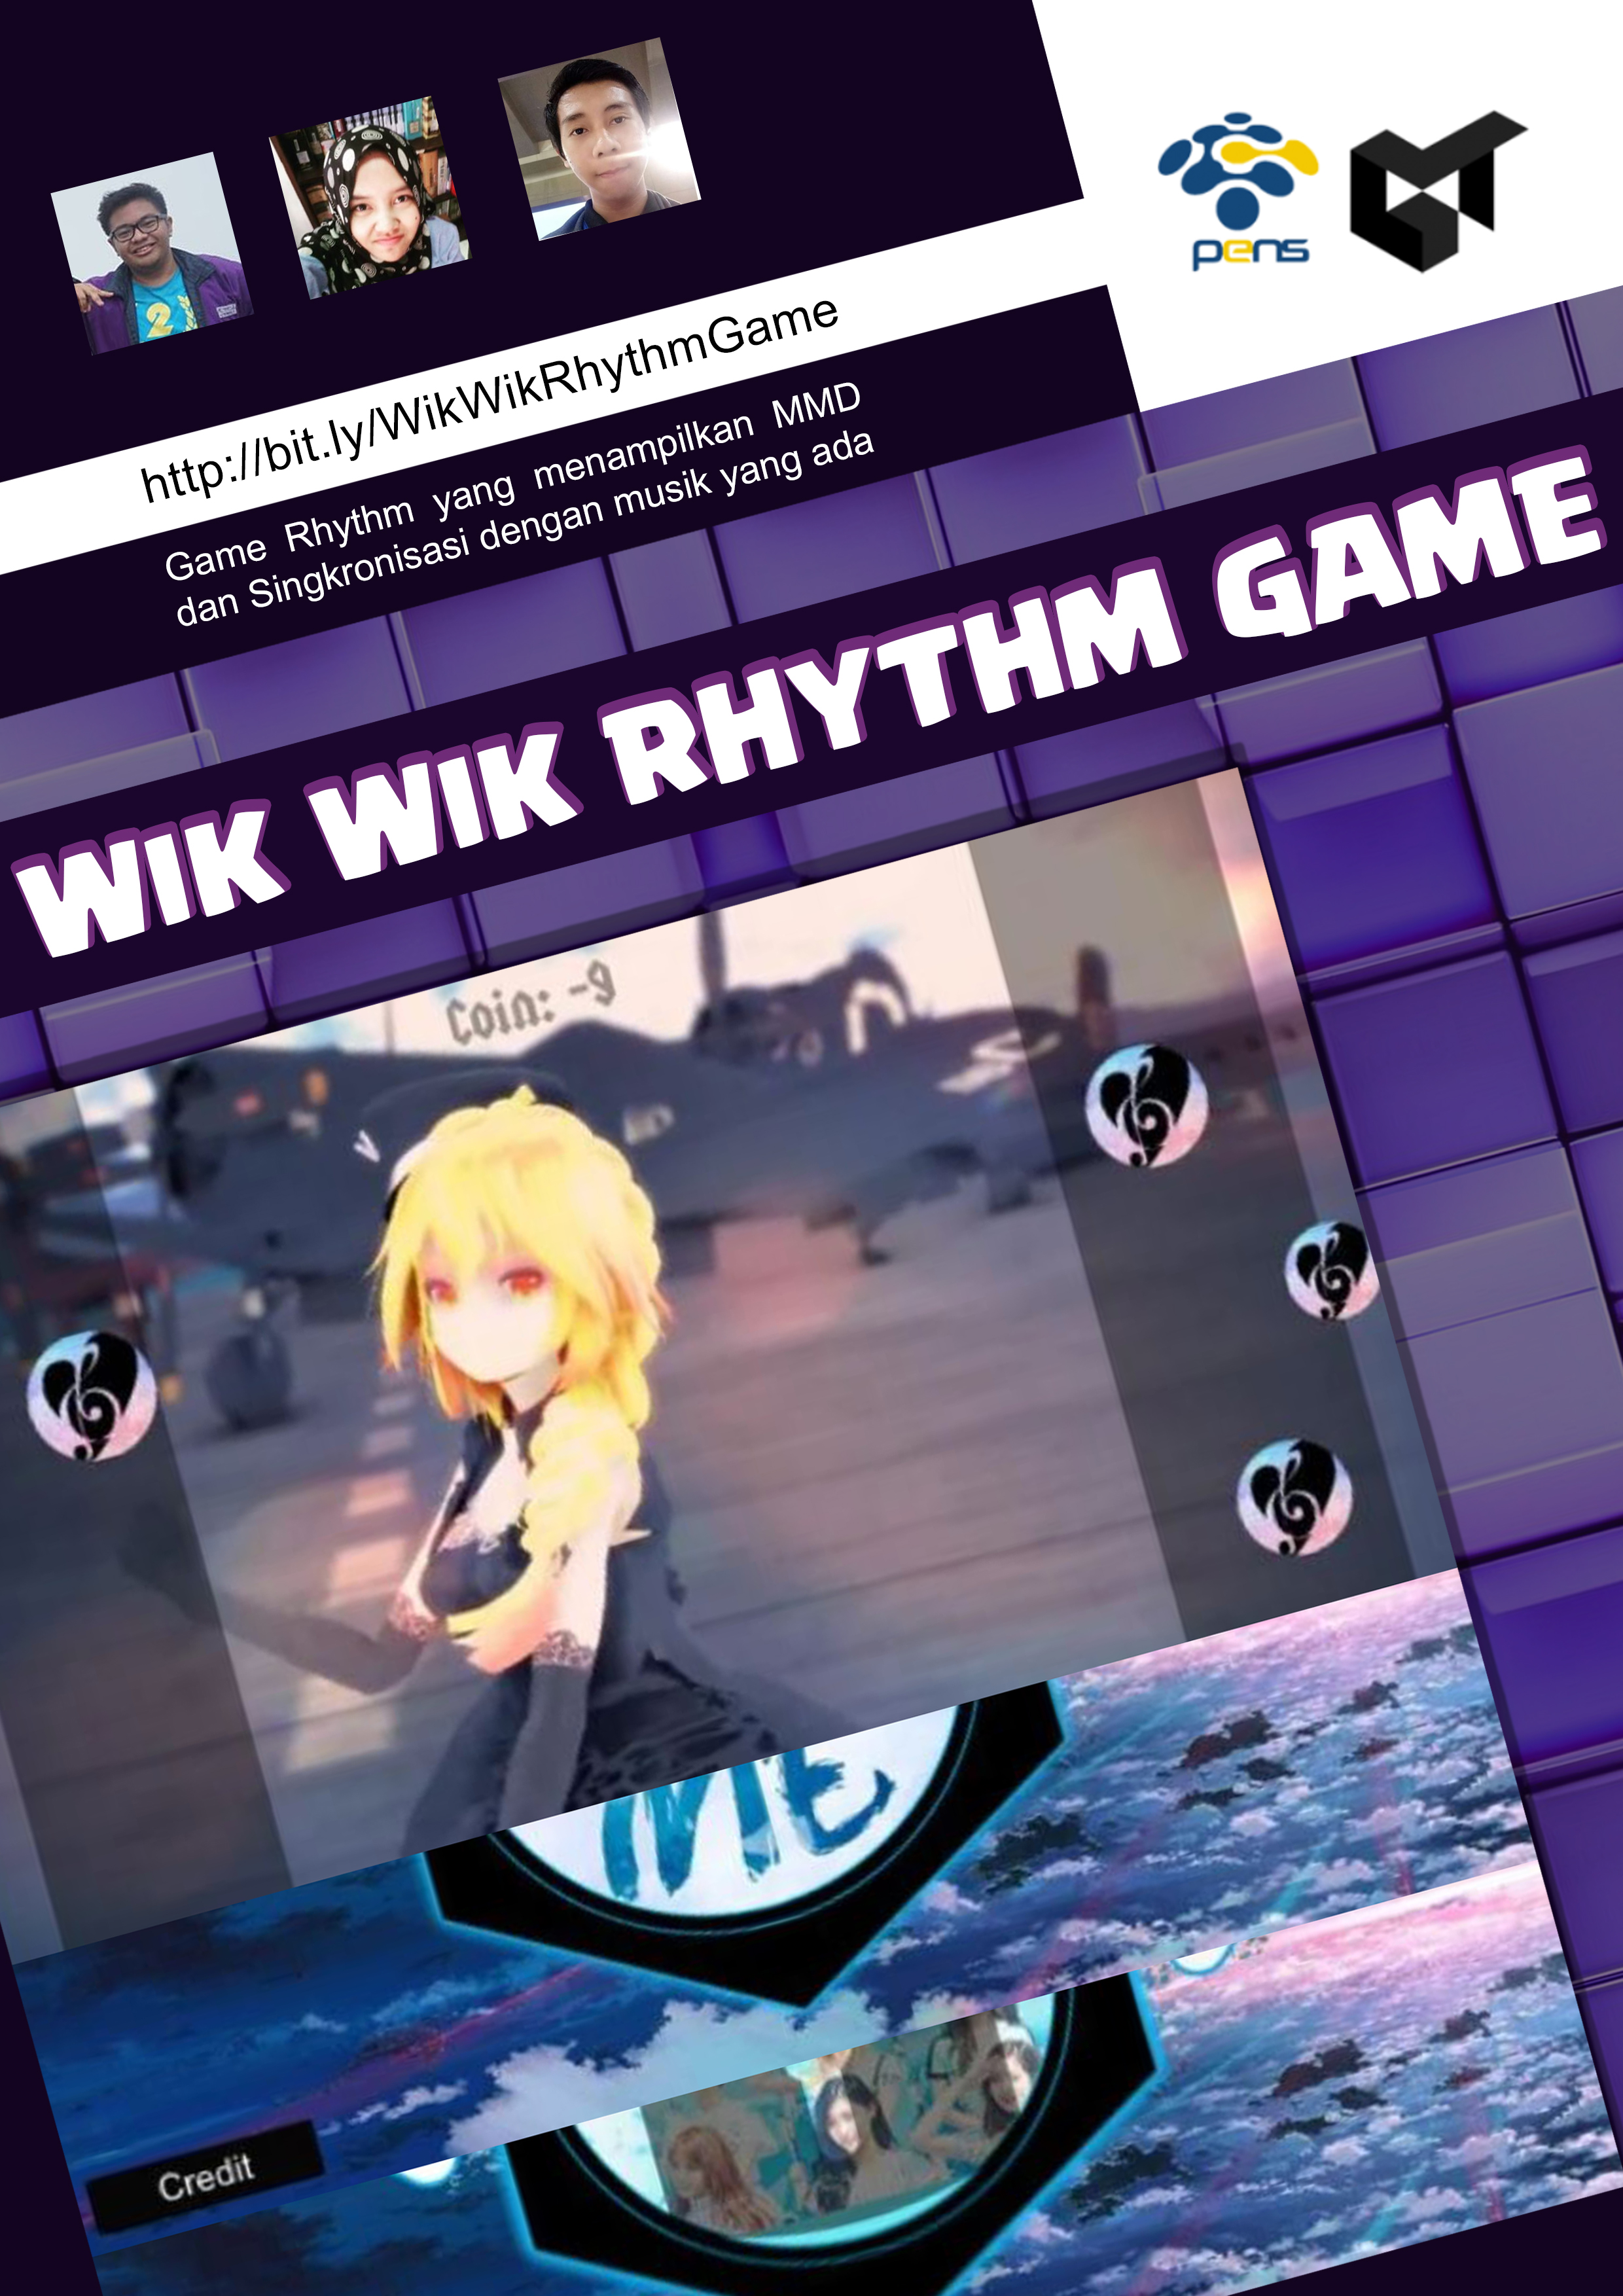 pens
http://bit.ly/WikWikRhythmGame
Game Rhythm yang menampilkan MMD
dan Singkronisasi dengan musik yang ada
WIK WIK RHYTHM GAME
Coin: -9
ME
Credit